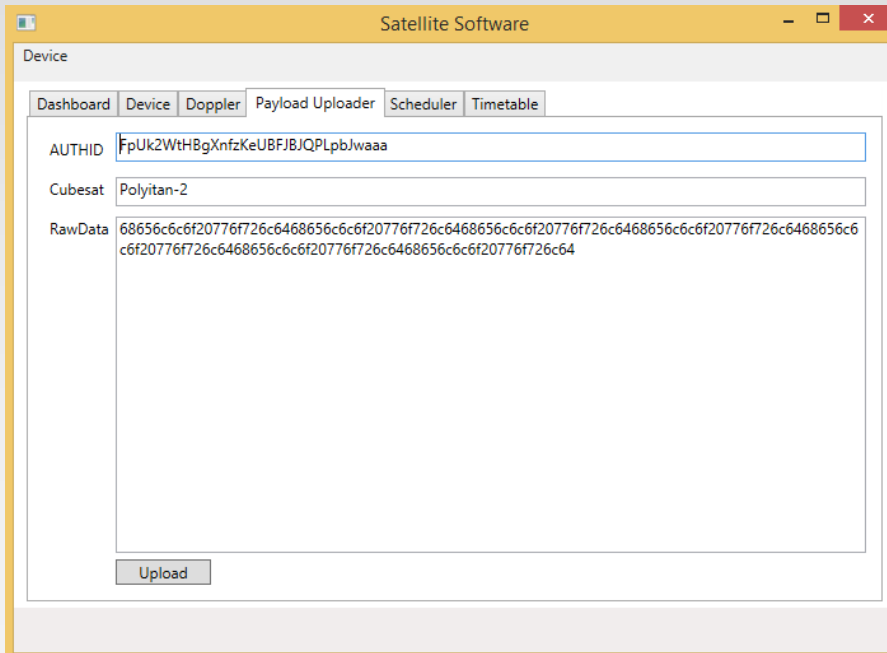 Satellite Software
Device
Dashboard Device Doppler Payload Uploader Scheduler Timetable
AUTHID FpUk2WtHBgXnfzKeUBFJBJQPLpbJwaaa
Cubesat Polyitan-2
RawData 68656c6c6f20776f726c6468656c6c6f20776f726c6468656c6c6f20776f726c6468656c6c6f20776f726c6468656c6
c6f20776f726c6468656c6c6f20776f726c6468656c6c6f20776f726c64
Upload